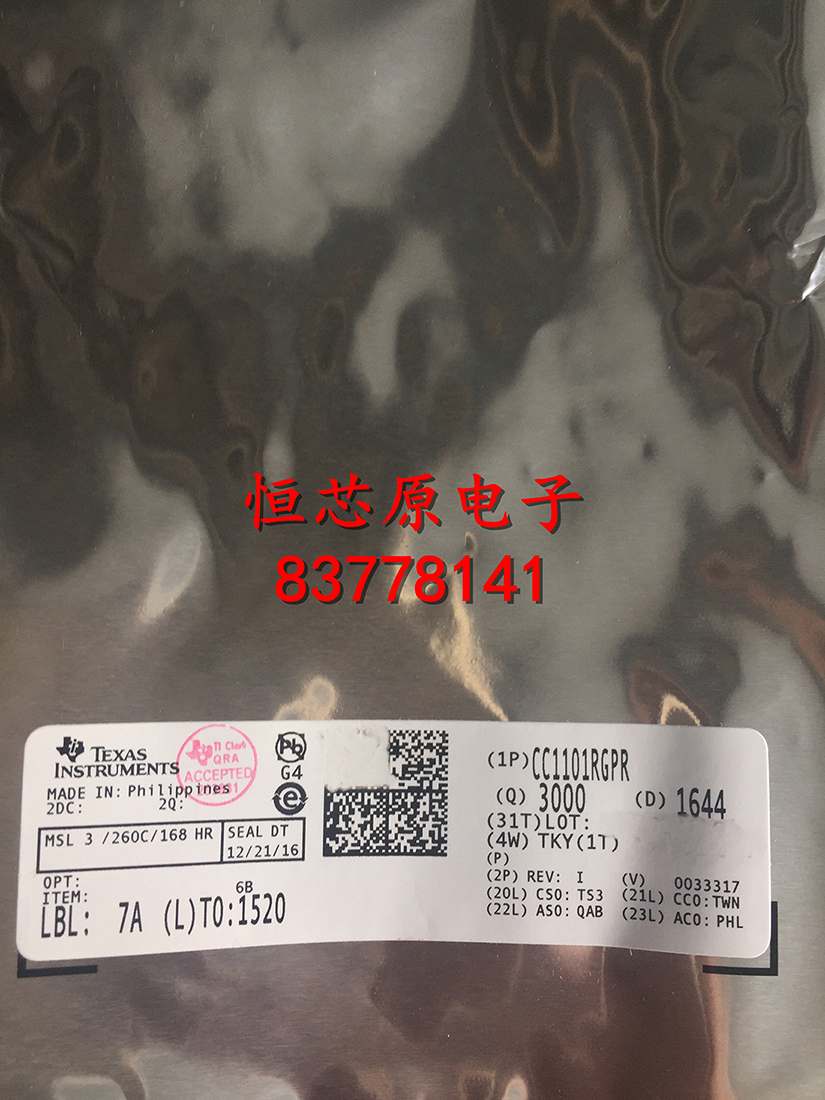 恒芯原电子
83778141
TEXAS
INSTRUMENTS
TI Clark
QRA
ACCEPTED
Pb
G4
e
MADE IN: Philippines
2DC: 2Q:
MSL 3 /260C/168 HR
SEAL DT
12/21/16
OPT:
ITEM: 6B
LBL: 7A (L)TO:1520
(1P)CC1101RGPR
(Q) 3000 (D) 1644
(31T)LOT:
(4W) TKY(1T)
(P)
(2P) REV: I (V) 0033317
(20L) CSO: TS3 (21L) CCO:TWN
(22L) ASO: QAB (23L) ACO: PHL